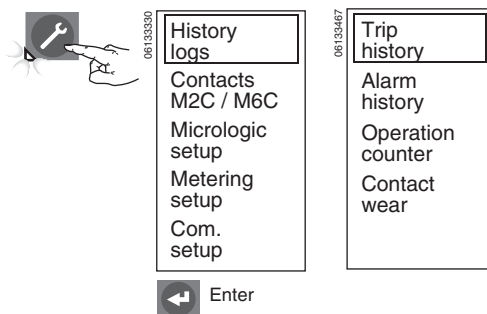 06133330
History
logs
Contacts
M2C / M6C
Micrologic
setup
Metering
setup
Com.
setup
Enter
06133467
Trip
history
Alarm
history
Operation
counter
Contact
wear